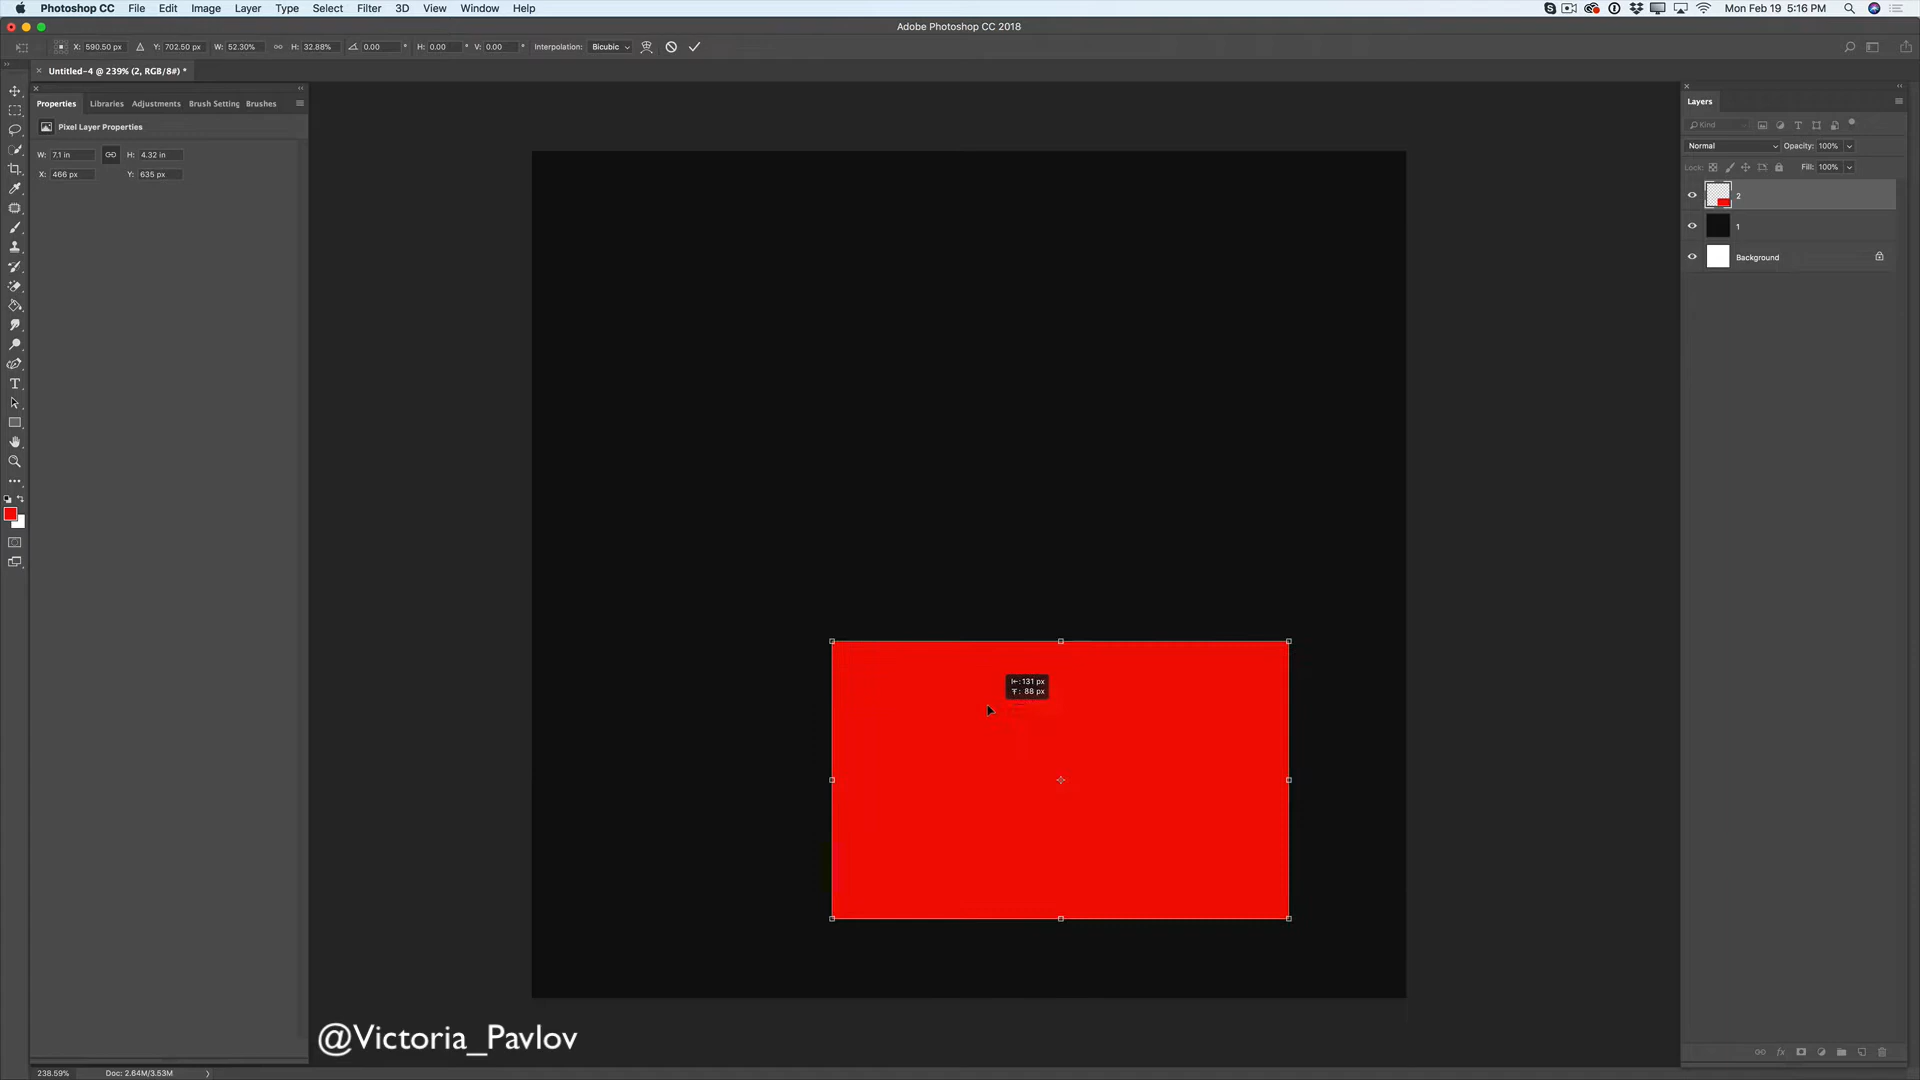 Photoshop CC File Edit Image Layer Type Select Filter 3D View Window Help Mon Feb 19 5:16 PM
Adobe Photoshop CC 2018
X: 590.50 px Y: 702.50 px W: 52.30% H: 32.88% 0.00 ° H: 0.00 ° V: 0.00 ° Interpolation: Bicubic
Untitled-4 @ 239% (2, RGB/8#) *
Properties Libraries Adjustments Brush Setting Brushes
Layers
Pixel Layer Properties
Kind
W: 7.1 in H: 4.32 in
Normal Opacity: 100%
X: 466 px Y: 635 px
Lock: Fill: 100%
2
1
Background
131 px
88 px
@Victoria_Pavlov
238.59% Doc: 2.64M/3.53M